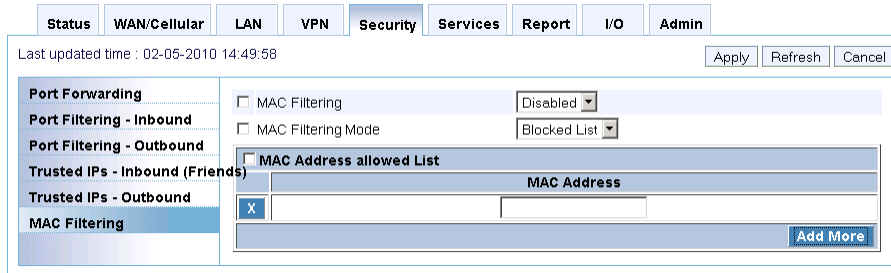 Status WAN/Cellular LAN VPN Security Services Report I/O Admin
Last updated time : 02-05-2010 14:49:58 Apply Refresh Cancel
Port Forwarding
Port Filtering - Inbound
Port Filtering - Outbound
Trusted IPs - Inbound (Friends)
Trusted IPs - Outbound
MAC Filtering
MAC Filtering Disabled
MAC Filtering Mode Blocked List
MAC Address allowed List
MAC Address
X
Add More